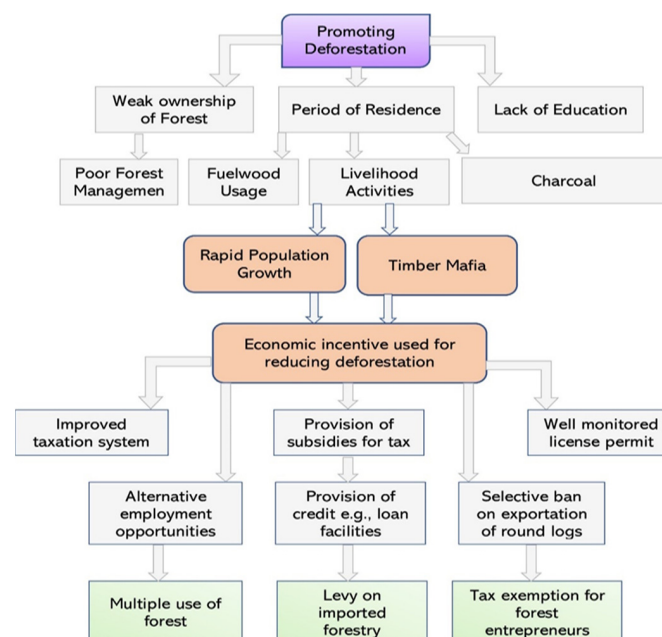 Promoting
Deforestation
Weak ownership
of Forest
Period of Residence
Lack of Education
Poor Forest
Managemen
Fuelwood
Usage
Livelihood
Activities
Charcoal
Rapid Population
Growth
Timber Mafia
Economic incentive used for
reducing deforestation
Improved
taxation system
Provision of
subsidies for tax
Well monitored
license permit
Alternative
employment
opportunities
Provision of
credit e.g., loan
facilities
Selective ban
on exportation
of round logs
Multiple use of
forest
Levy on
imported
forestry
Tax exemption for
forest
entrepreneurs